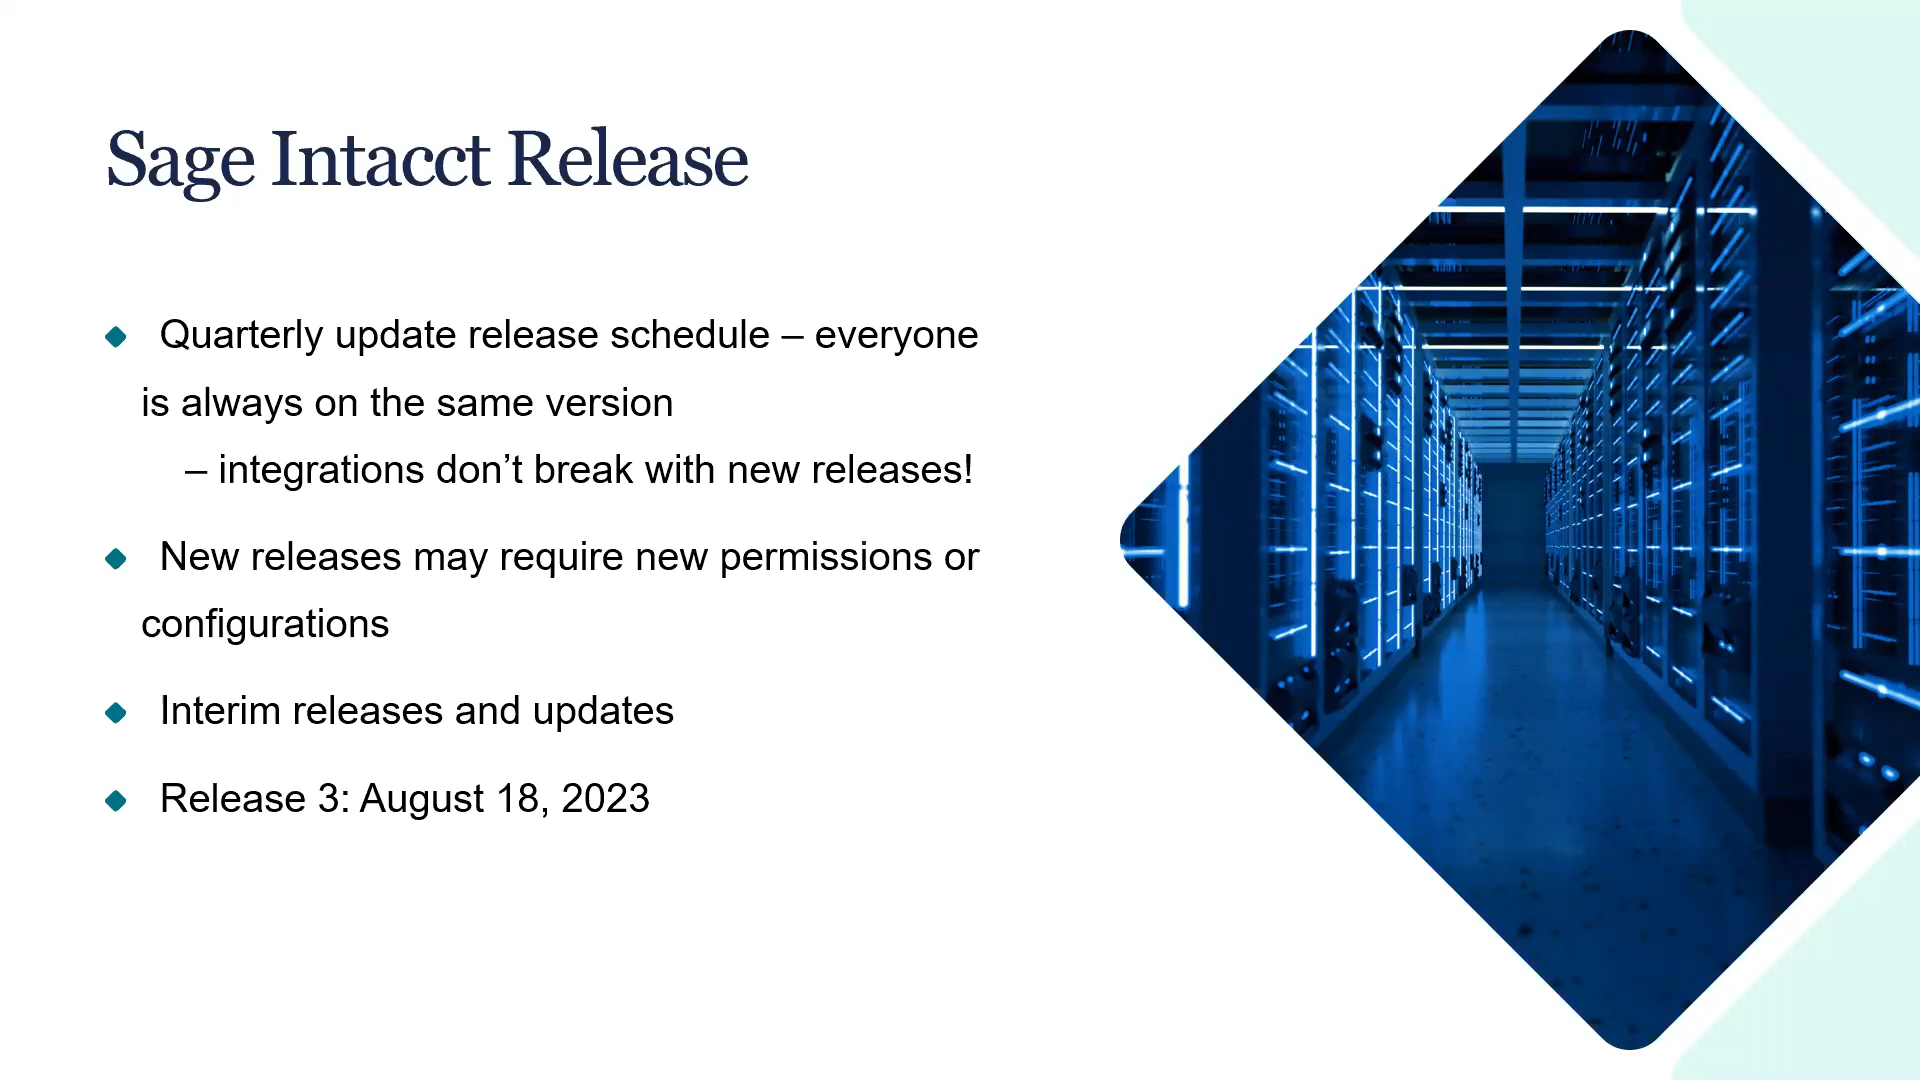 Sage Intacct Release
Quarterly update release schedule – everyone
is always on the same version
– integrations don’t break with new releases!
New releases may require new permissions or
configurations
Interim releases and updates
Release 3: August 18, 2023